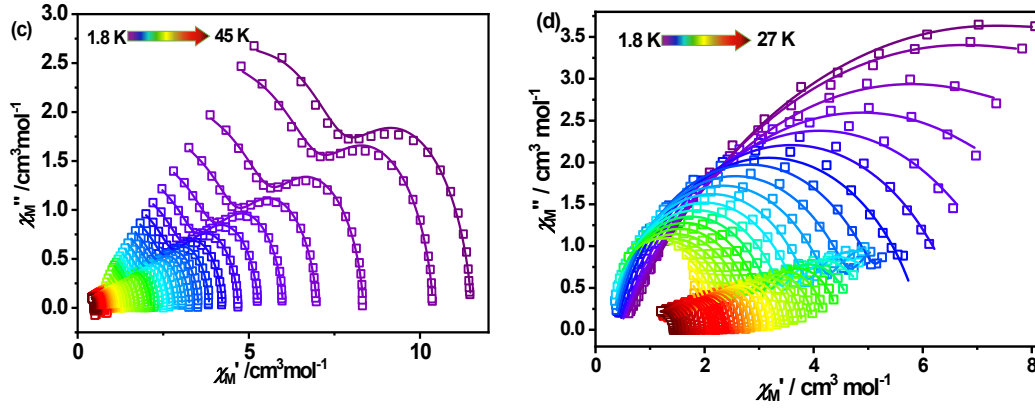 (c)
1.8 K 45 K
3.0
2.5
2.0
1.5
1.0
0.5
0.0
χM'' /cm³mol⁻¹
0 5 10
χM' /cm³mol⁻¹
(d)
1.8 K 27 K
3.5
3.0
2.5
2.0
1.5
1.0
0.5
0.0
χM'' / cm³ mol⁻¹
0 2 4 6 8
χM' / cm³ mol⁻¹